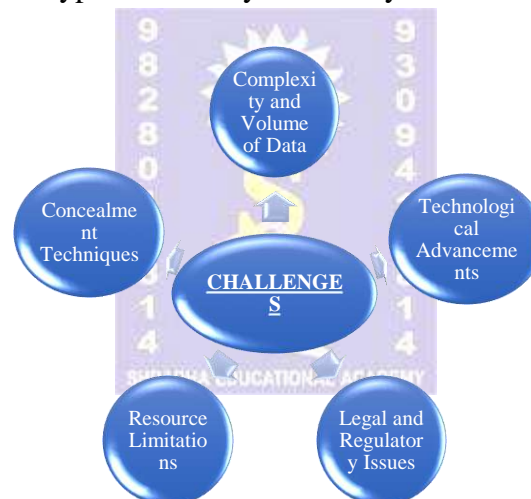 Complexi
ty and
Volume
of Data
Concealme
nt
Techniques
Technologi
cal
Advanceme
nts
CHALLENGE
S
Resource
Limitatio
ns
Legal and
Regulator
y Issues
EDUCATIONAL ACADEMY